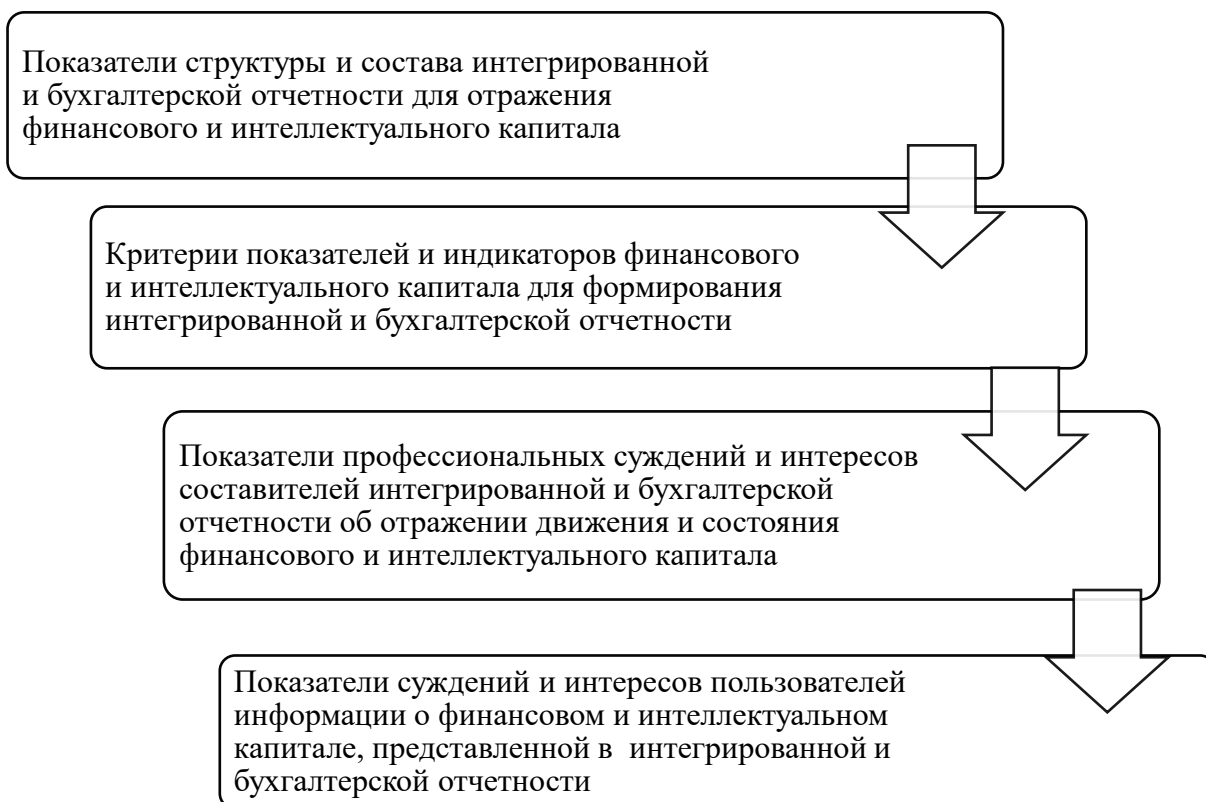 Показатели структуры и состава интегрированной
и бухгалтерской отчетности для отражения
финансового и интеллектуального капитала
Критерии показателей и индикаторов финансового
и интеллектуального капитала для формирования
интегрированной и бухгалтерской отчетности
Показатели профессиональных суждений и интересов
составителей интегрированной и бухгалтерской
отчетности об отражении движения и состояния
финансового и интеллектуального капитала
Показатели суждений и интересов пользователей
информации о финансовом и интеллектуальном
капитале, представленной в интегрированной и
бухгалтерской отчетности